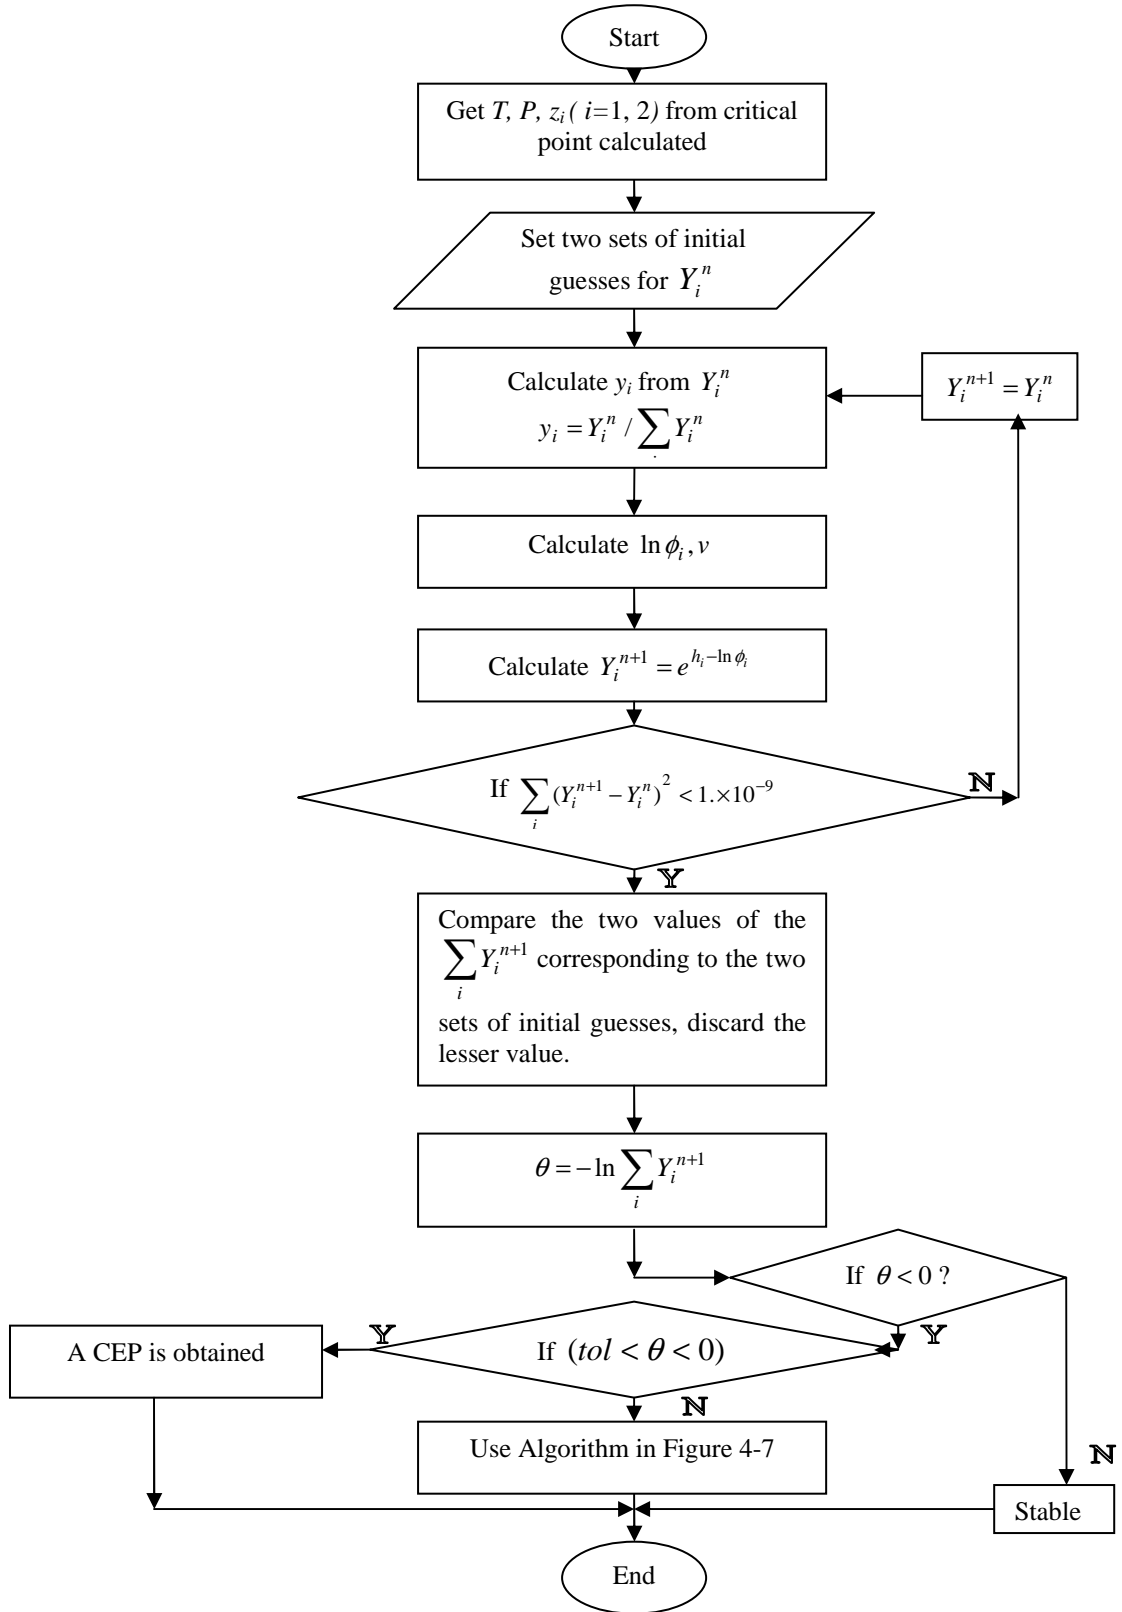 Start
Get T, P, z_i ( i=1, 2) from critical
point calculated
Set two sets of initial
guesses for Y_i^n
Calculate y_i from Y_i^n
y_i = Y_i^n / ∑ Y_i^n
Y_i^{n+1} = Y_i^n
Calculate ln ϕ_i, v
Calculate Y_i^{n+1} = e^{h_i − ln ϕ_i}
If ∑_i (Y_i^{n+1} − Y_i^n)^2 < 1.×10^{−9}
N
Y
Compare the two values of the
∑_i Y_i^{n+1} corresponding to the two
sets of initial guesses, discard the
lesser value.
θ = −ln ∑_i Y_i^{n+1}
If θ < 0 ?
Y
N
If (tol < θ < 0)
Y
N
A CEP is obtained
Use Algorithm in Figure 4-7
Stable
End